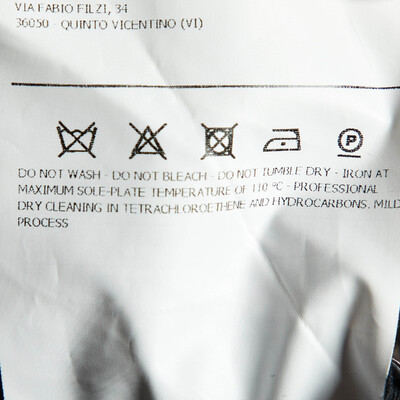 VIA FABIO FILZI, 34
36050 - QUINTO VICENTINO (VI)
P
DO NOT WASH - DO NOT BLEACH - DO NOT TUMBLE DRY - IRON AT
MAXIMUM SOLE-PLATE TEMPERATURE OF 110 ºC - PROFESSIONAL
DRY CLEANING IN TETRACHLOROETHENE AND HYDROCARBONS. MILD
PROCESS